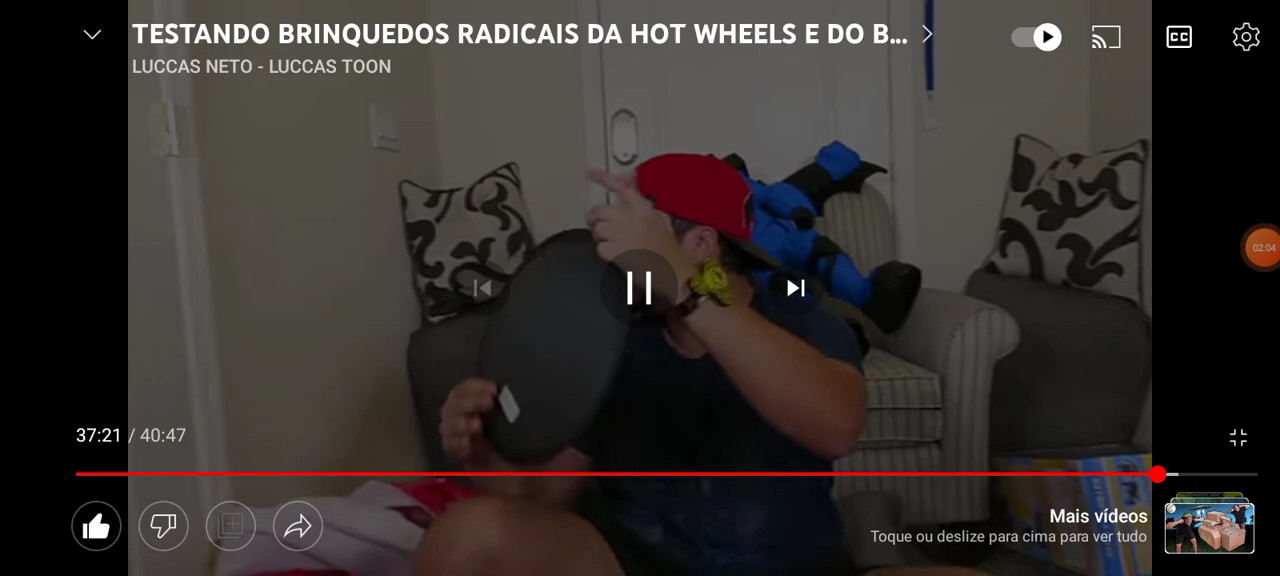 TESTANDO BRINQUEDOS RADICAIS DA HOT WHEELS E DO B...
LUCCAS NETO - LUCCAS TOON
CC
02:04
37:21 / 40:47
Mais vídeos
Toque ou deslize para cima para ver tudo